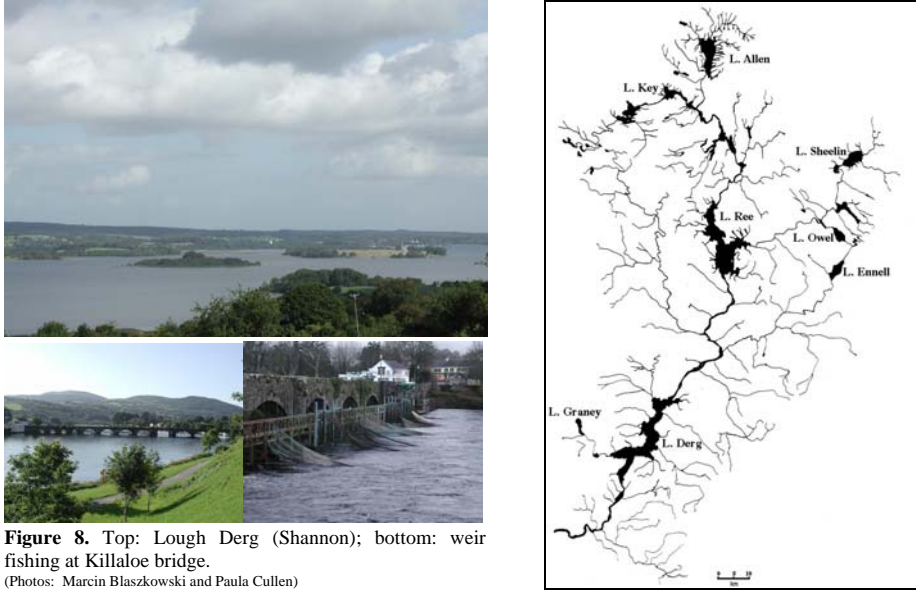 Figure 8. Top: Lough Derg (Shannon); bottom: weir
fishing at Killaloe bridge.
(Photos: Marcin Blaszkowski and Paula Cullen)
L. Allen
L. Key
L. Sheelin
L. Ree
L. Owel
L. Ennell
L. Graney
L. Derg
km